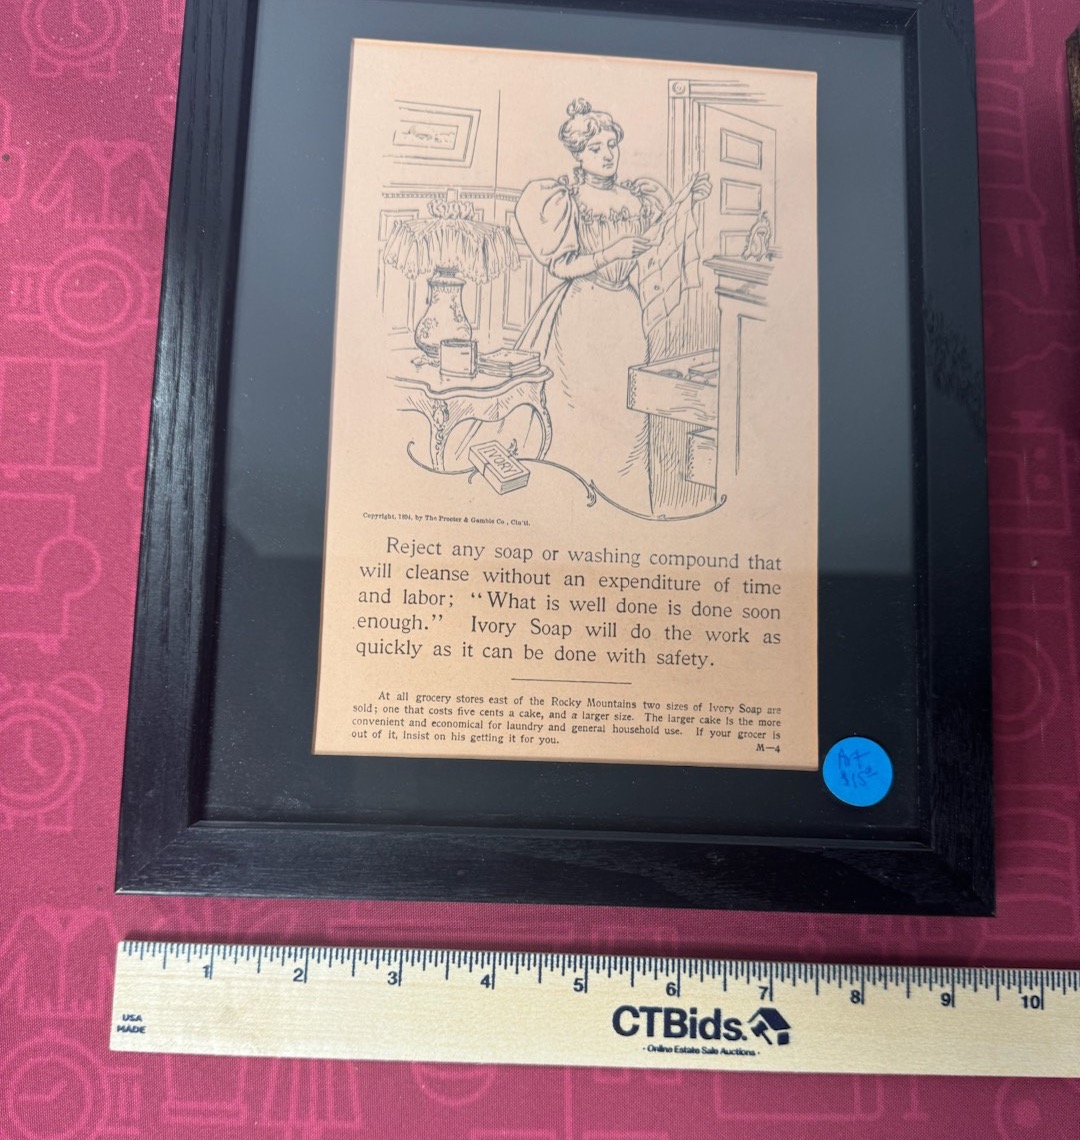 IVORY
Copyright, 1894, by The Procter & Gamble Co., Cin'ti.
Reject any soap or washing compound that
will cleanse without an expenditure of time
and labor; “What is well done is done soon
enough.” Ivory Soap will do the work as
quickly as it can be done with safety.
At all grocery stores east of the Rocky Mountains two sizes of Ivory Soap are
sold; one that costs five cents a cake, and a larger size. The larger cake is the more
convenient and economical for laundry and general household use. If your grocer is
out of it, insist on his getting it for you.
M—4
Art
$15
1 2 3 4 5 6 7 8 9 10
USA
MADE
CTBids.
- Online Estate Sale Auctions -